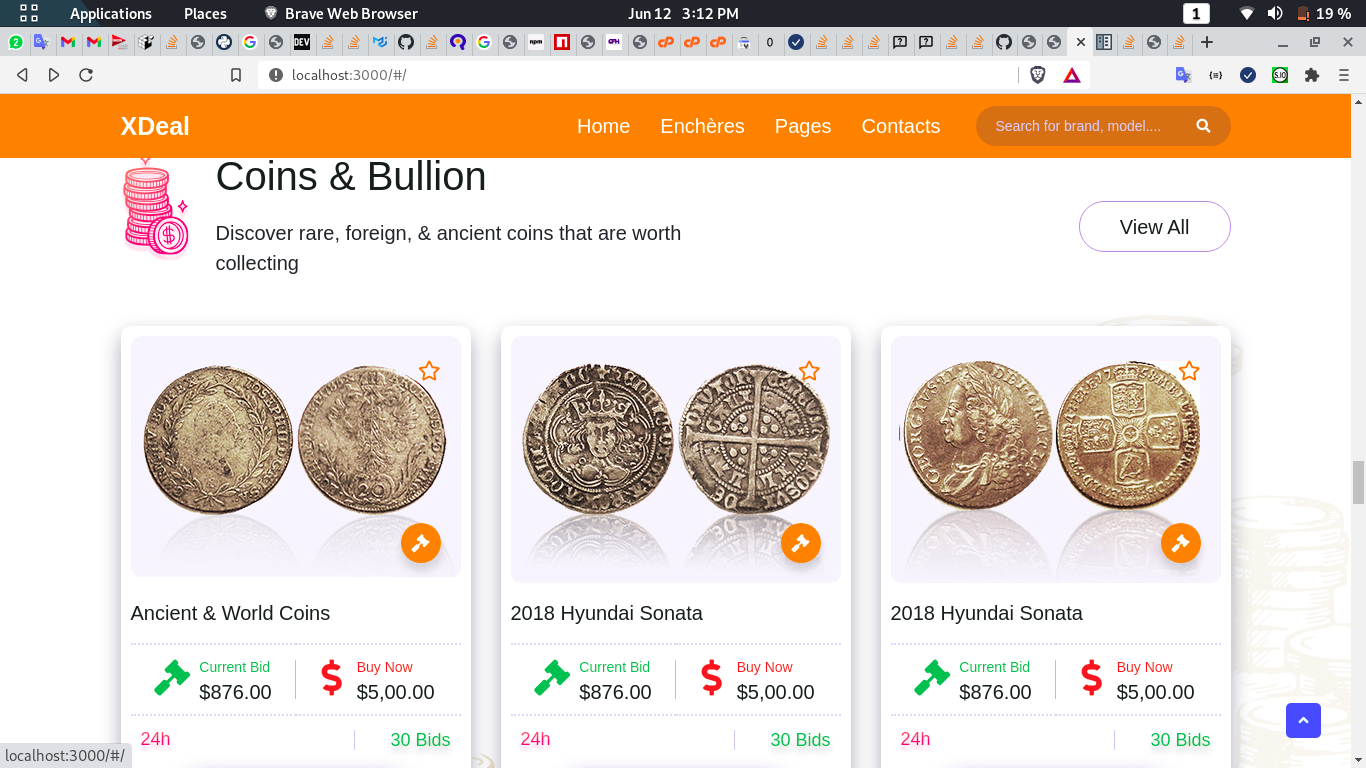 Applications Places Brave Web Browser Jun 12 3:12 PM 1 19 %
localhost:3000/#/
XDeal Home Enchères Pages Contacts Search for brand, model....
Coins & Bullion
Discover rare, foreign, & ancient coins that are worth
collecting
View All
Ancient & World Coins 2018 Hyundai Sonata 2018 Hyundai Sonata
Current Bid Buy Now Current Bid Buy Now Current Bid Buy Now
$876.00 $5,00.00 $876.00 $5,00.00 $876.00 $5,00.00
24h 30 Bids 24h 30 Bids 24h 30 Bids
localhost:3000/#/